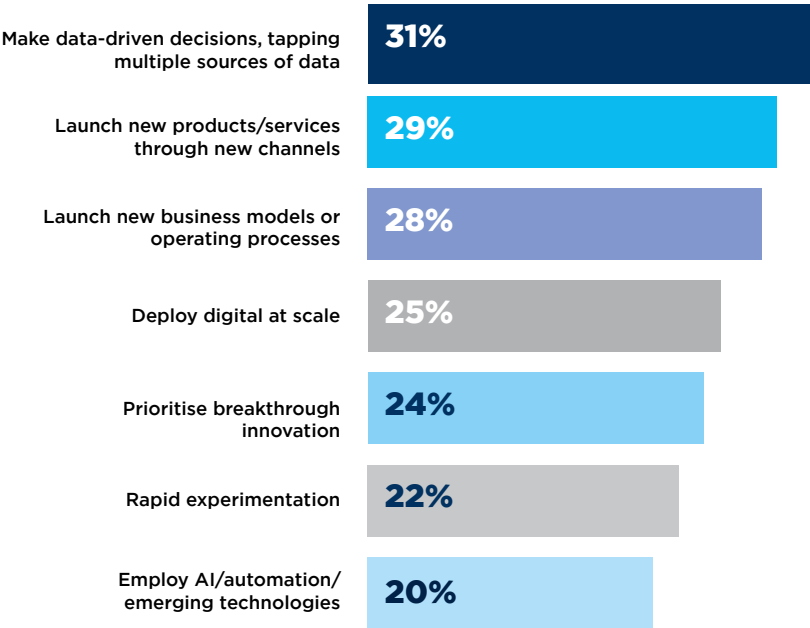 Make data-driven decisions, tapping
multiple sources of data
31%
Launch new products/services
through new channels
29%
Launch new business models or
operating processes
28%
Deploy digital at scale
25%
Prioritise breakthrough
innovation
24%
Rapid experimentation
22%
Employ AI/automation/
emerging technologies
20%